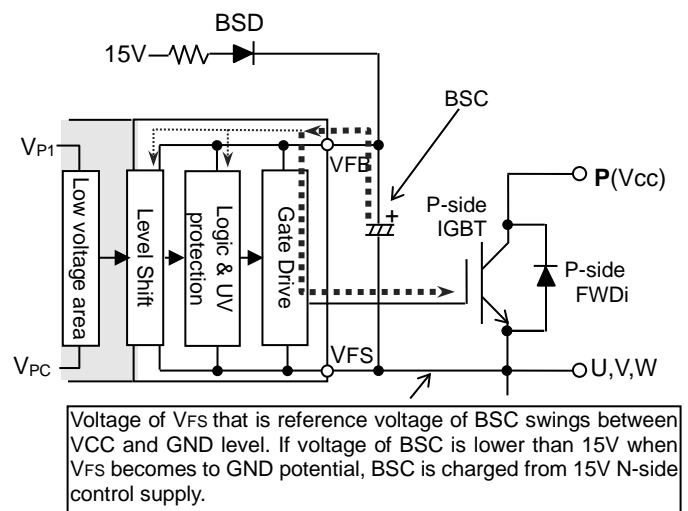 BSD
15V
BSC
VP1
VFB
P(Vcc)
P-side
IGBT
+
Low voltage area
Level Shift
Logic & UV
protection
Gate Drive
P-side
FWDi
VPC
VFS
U,V,W
Voltage of VFS that is reference voltage of BSC swings between
VCC and GND level. If voltage of BSC is lower than 15V when
VFS becomes to GND potential, BSC is charged from 15V N-side
control supply.